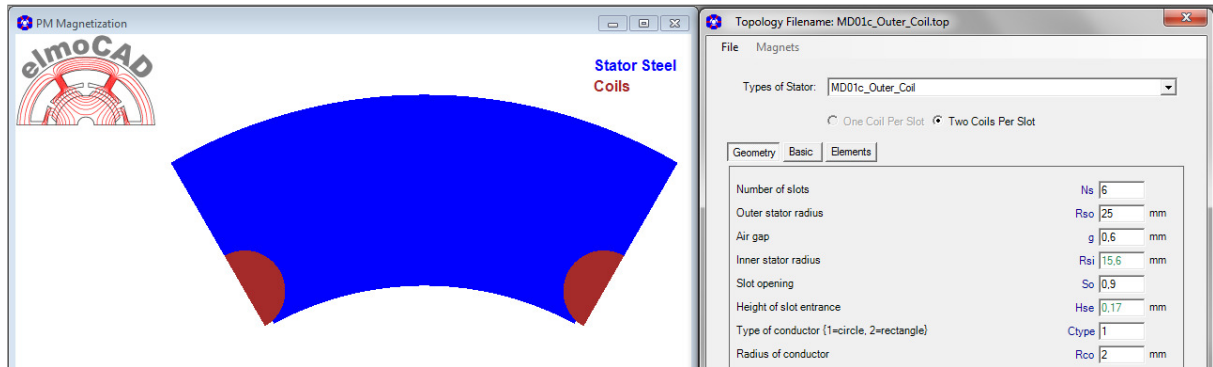 PM Magnetization
elmoCAD
Stator Steel
Coils
Topology Filename: MD01c_Outer_Coil.top
File Magnets
Types of Stator: MD01c_Outer_Coil
One Coil Per Slot Two Coils Per Slot
Geometry Basic Elements
Number of slots Ns 6
Outer stator radius Rso 25 mm
Air gap g 0,6 mm
Inner stator radius Rsi 15,6 mm
Slot opening So 0,9
Height of slot entrance Hse 0,17 mm
Type of conductor {1=circle, 2=rectangle} Ctype 1
Radius of conductor Rco 2 mm